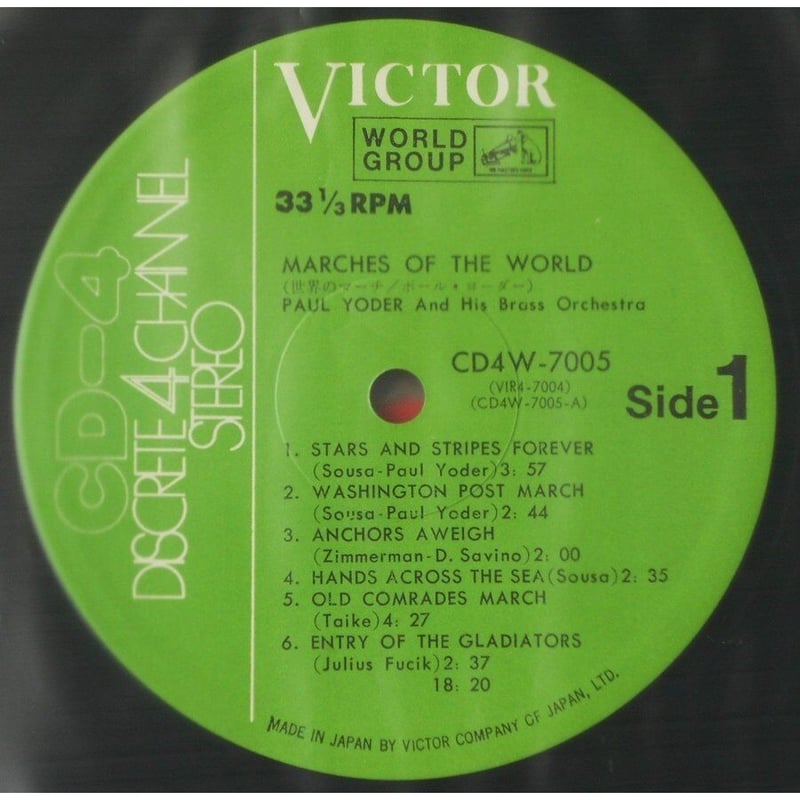 CD-4
DISCRETE 4 CHANNEL
STEREO
VICTOR
WORLD
GROUP
33 1/3 RPM
MARCHES OF THE WORLD
(世界のマーチ/ポール・ヨーダー)
PAUL YODER And His Brass Orchestra
CD4W-7005
(VIR4-7004)
(CD4W-7005-A)
Side 1
1. STARS AND STRIPES FOREVER
(Sousa-Paul Yoder)3: 57
2. WASHINGTON POST MARCH
(Sousa-Paul Yoder)2: 44
3. ANCHORS AWEIGH
(Zimmerman-D. Savino)2: 00
4. HANDS ACROSS THE SEA(Sousa)2: 35
5. OLD COMRADES MARCH
(Taike)4: 27
6. ENTRY OF THE GLADIATORS
(Julius Fucik)2: 37
18: 20
MADE IN JAPAN BY VICTOR COMPANY OF JAPAN, LTD.